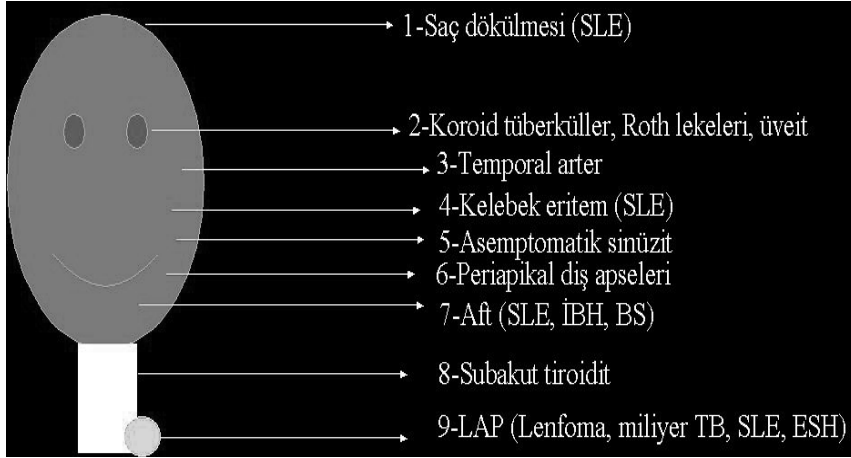 1-Saç dökülmesi (SLE)
2-Koroid tüberküller, Roth lekeleri, üveit
3-Temporal arter
4-Kelebek eritem (SLE)
5-Asemptomatik sinüzit
6-Periapikal diş apseleri
7-Aft (SLE, İBH, BS)
8-Subakut tiroidit
9-LAP (Lenfoma, miliyer TB, SLE, ESH)